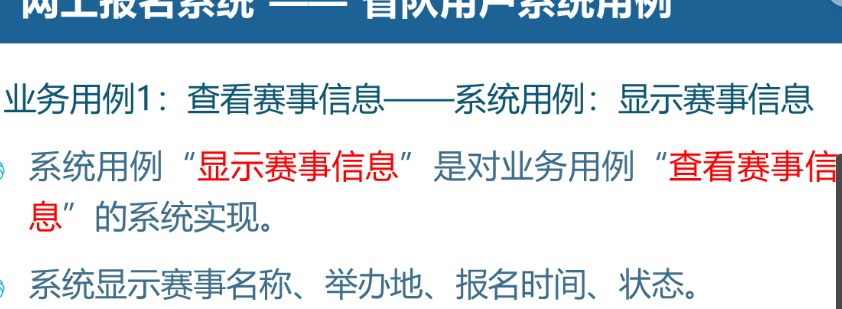 网上报名系统 —— 省队用户系统用例
业务用例1：查看赛事信息——系统用例：显示赛事信息
系统用例“显示赛事信息”是对业务用例“查看赛事信
息”的系统实现。
系统显示赛事名称、举办地、报名时间、状态。